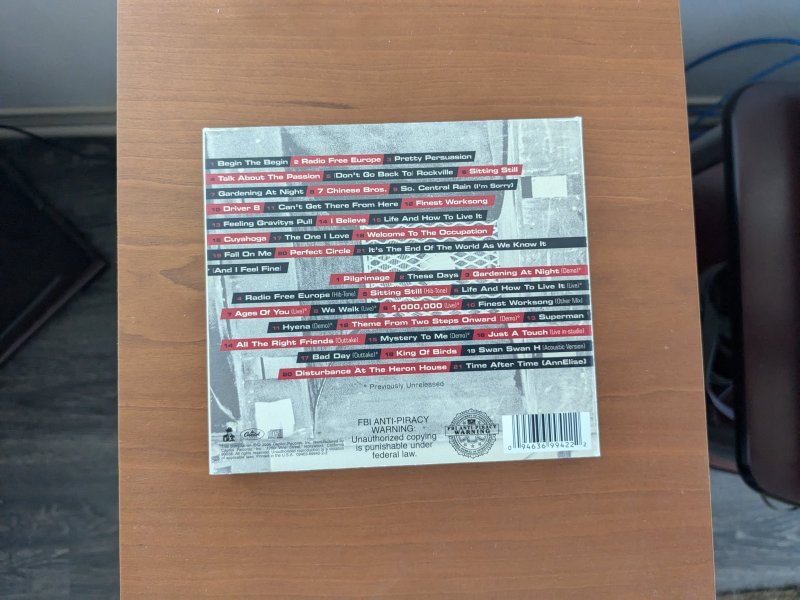 1 Begin The Begin 2 Radio Free Europe 3 Pretty Persuasion
4 Talk About The Passion 5 (Don't Go Back To) Rockville 6 Sitting Still
7 Gardening At Night 8 7 Chinese Bros. 9 So. Central Rain (I'm Sorry)
10 Driver 8 11 Can't Get There From Here 12 Finest Worksong
13 Feeling Gravitys Pull 14 I Believe 15 Life And How To Live It
16 Cuyahoga 17 The One I Love 18 Welcome To The Occupation
19 Fall On Me 20 Perfect Circle 21 It's The End Of The World As We Know It
(And I Feel Fine)
1 Pilgrimage 2 These Days 3 Gardening At Night (Demo)*
4 Radio Free Europe (Hib-Tone) 5 Sitting Still (Hib-Tone) 6 Life And How To Live It (Live)*
7 Ages Of You (Live)* 8 We Walk (Live)* 9 1,000,000 (Live)* 10 Finest Worksong (Other Mix)
11 Hyena (Demo)* 12 Theme From Two Steps Onward (Demo)* 13 Superman
14 All The Right Friends (Outtake) 15 Mystery To Me (Demo)* 16 Just A Touch (Live in-studio)
17 Bad Day (Outtake)* 18 King Of Birds 19 Swan Swan H (Acoustic Version)
20 Disturbance At The Heron House 21 Time After Time (AnnElise)
* Previously Unreleased
Capitol
FBI ANTI-PIRACY
WARNING:
Unauthorized copying
is punishable under
federal law.
FBI ANTI-PIRACY
WARNING
0 94636 99422 2